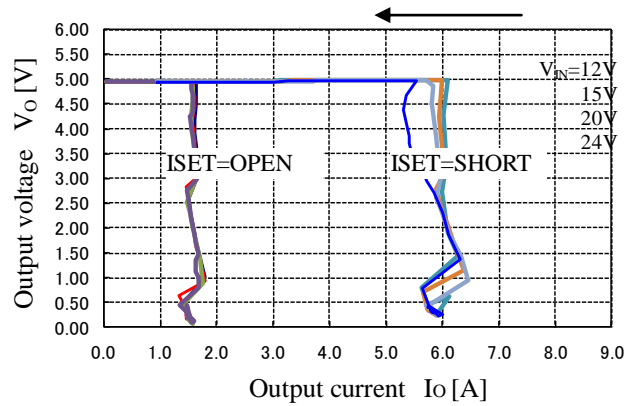 6.00
5.00
4.50
4.00
3.50
3.00
2.50
2.00
1.50
1.00
0.50
0.00
0.0 1.0 2.0 3.0 4.0 5.0 6.0 7.0 8.0 9.0
Output voltage VO [V]
Output current IO [A]
ISET=OPEN
ISET=SHORT
VIN=12V
15V
20V
24V